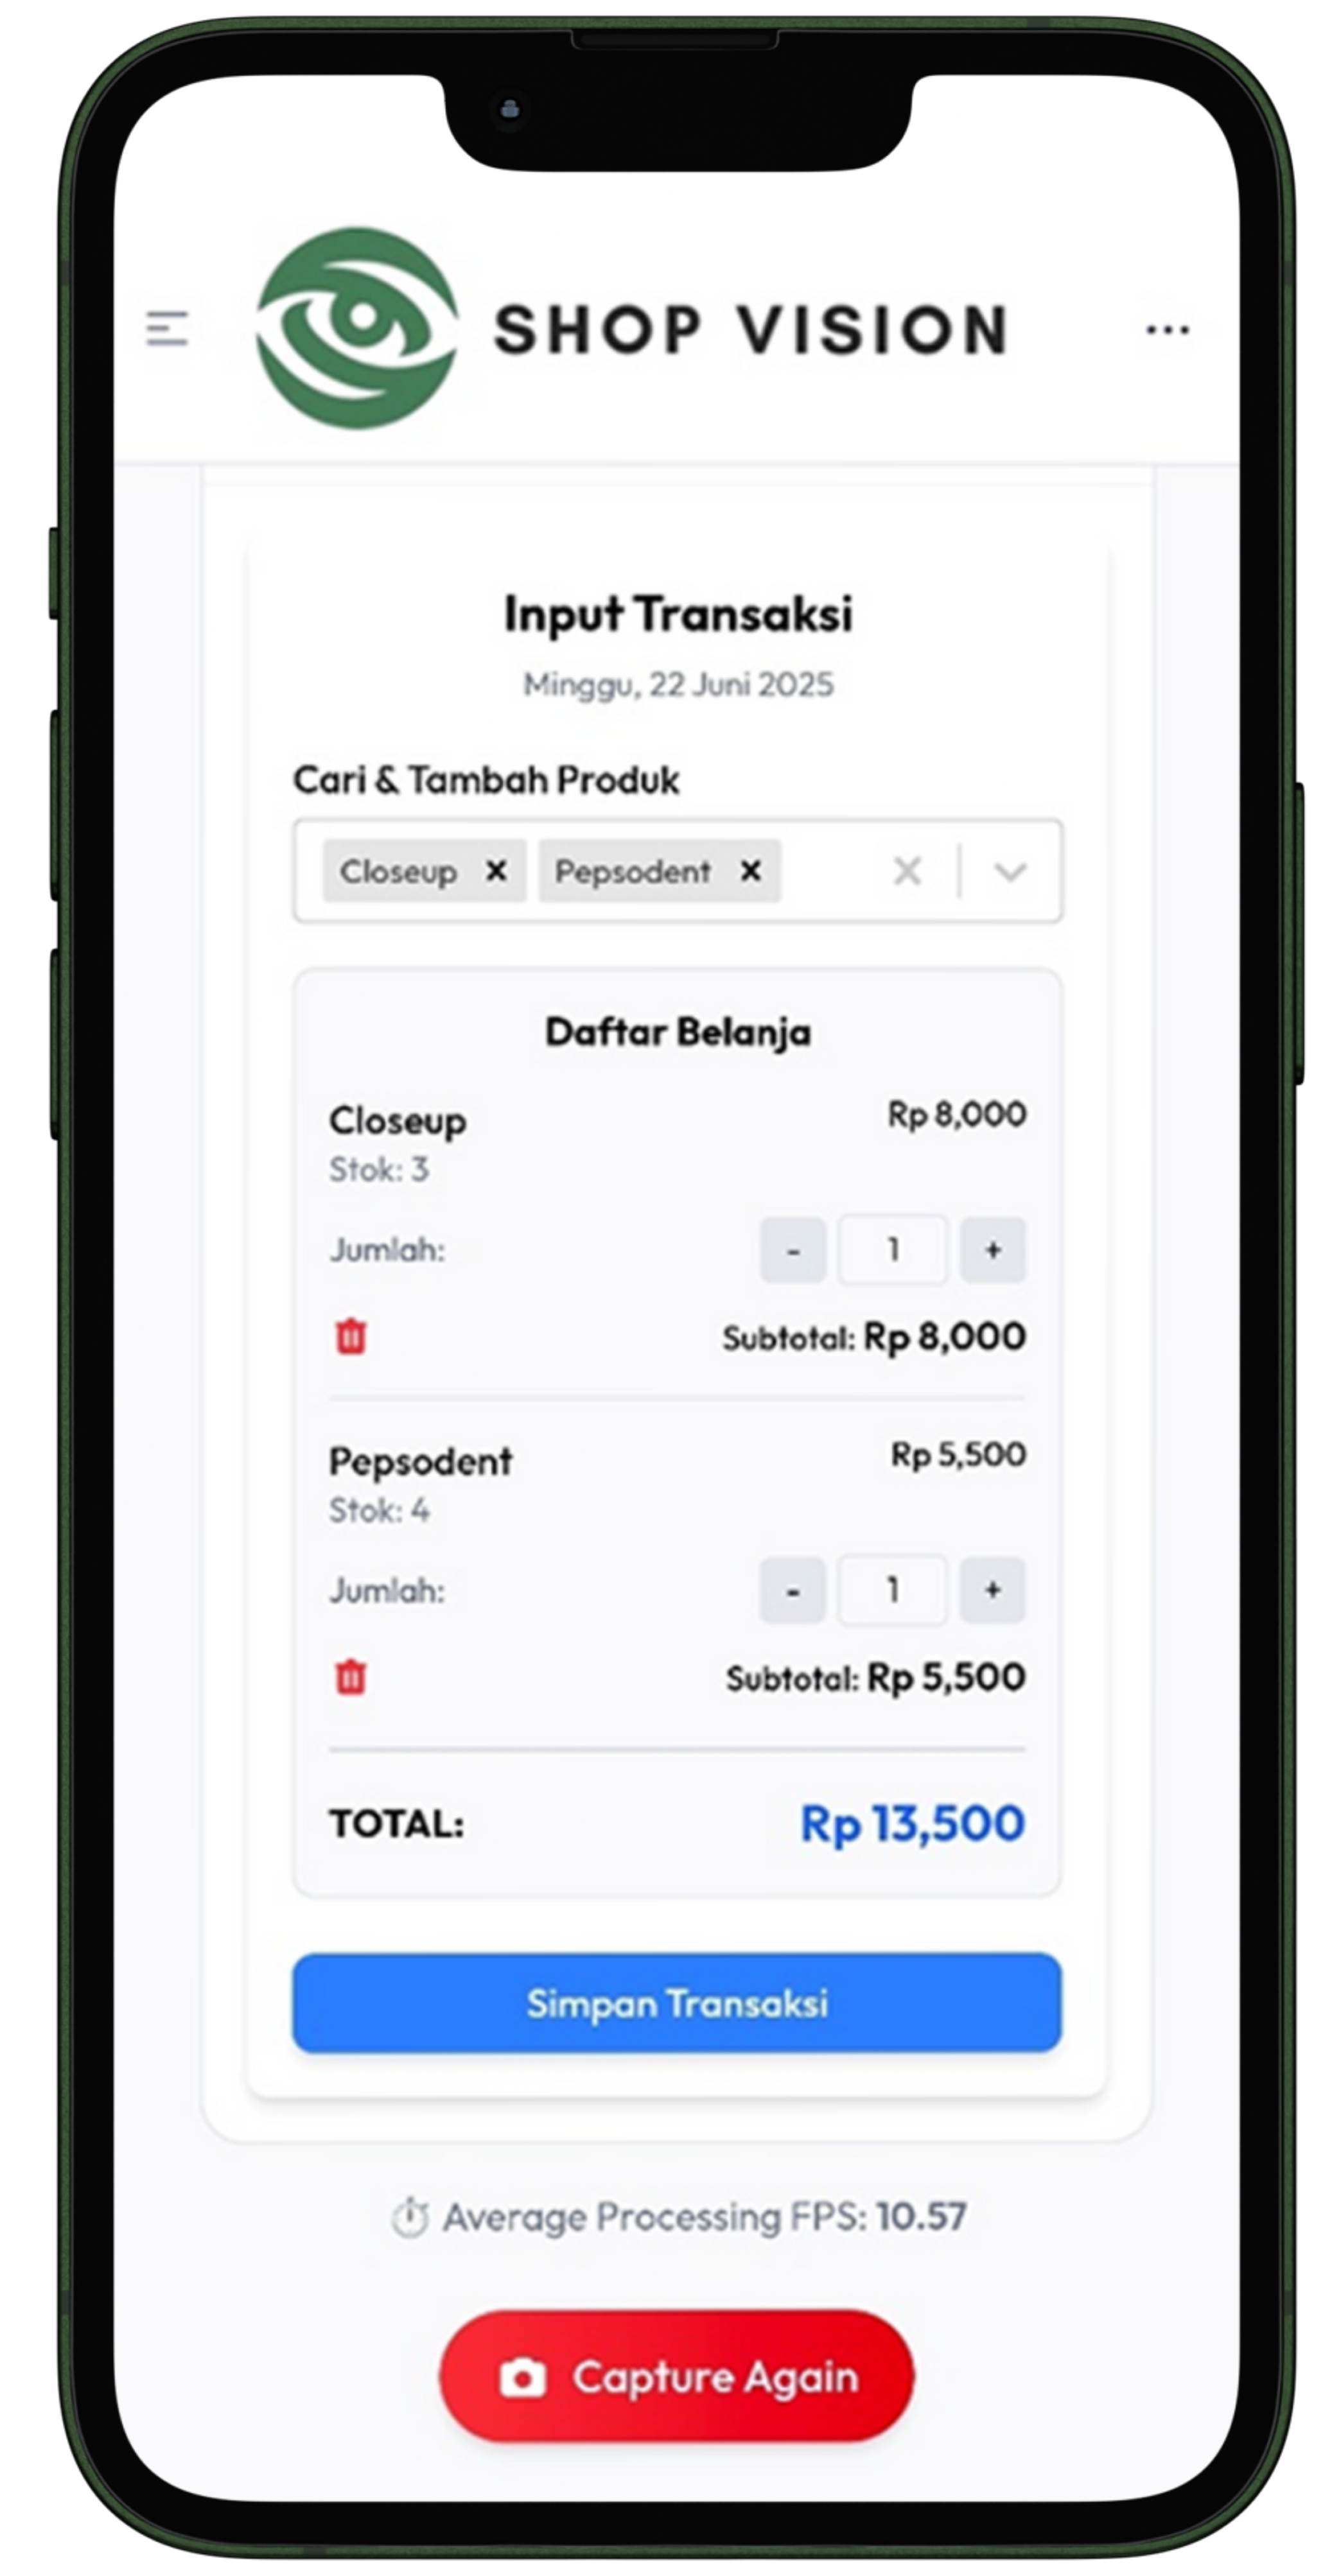 SHOP VISION
Input Transaksi
Minggu, 22 Juni 2025
Cari & Tambah Produk
Closeup × Pepsodent ×
Daftar Belanja
Closeup Rp 8,000
Stok: 3
Jumlah: - 1 +
Subtotal: Rp 8,000
Pepsodent Rp 5,500
Stok: 4
Jumlah: - 1 +
Subtotal: Rp 5,500
TOTAL: Rp 13,500
Simpan Transaksi
Average Processing FPS: 10.57
Capture Again